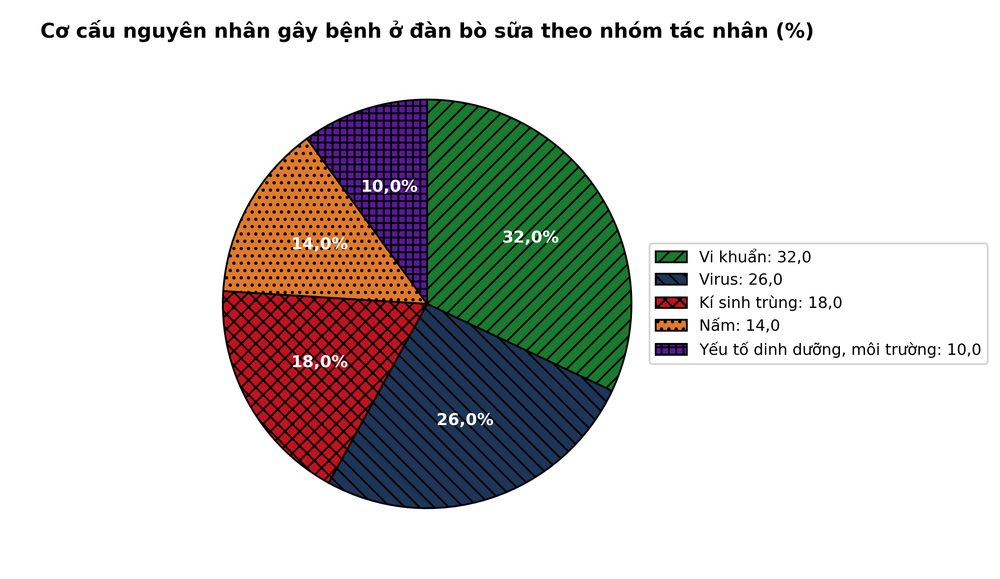 Cơ cấu nguyên nhân gây bệnh ở đàn bò sữa theo nhóm tác nhân (%)
10,0%
32,0%
14,0%
18,0%
26,0%
Vi khuẩn: 32,0
Virus: 26,0
Kí sinh trùng: 18,0
Nấm: 14,0
Yếu tố dinh dưỡng, môi trường: 10,0